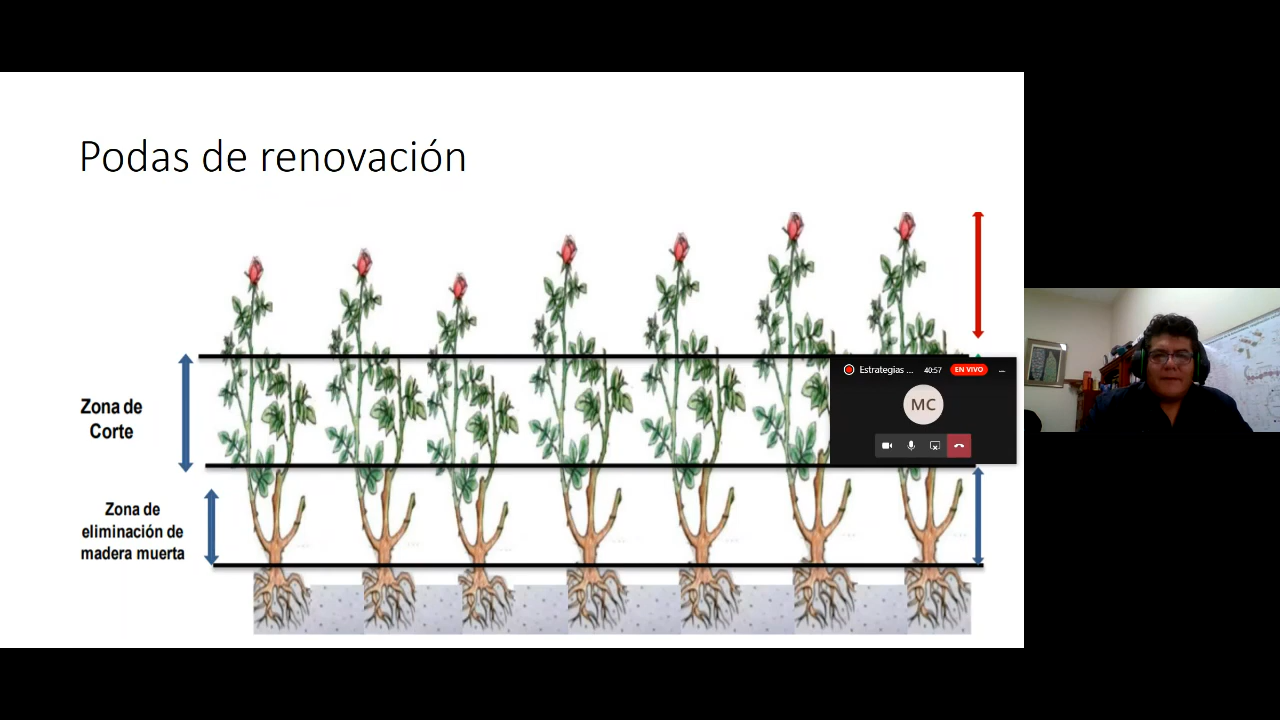 Podas de renovación
Zona de
Corte
Zona de
eliminación de
madera muerta
Estrategias ...
40:57
EN VIVO
MC